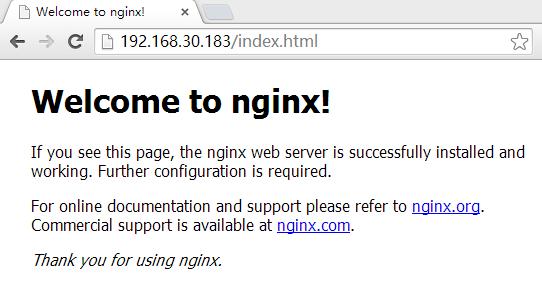 Welcome to nginx!
192.168.30.183/index.html
Welcome to nginx!
If you see this page, the nginx web server is successfully installed and
working. Further configuration is required.
For online documentation and support please refer to nginx.org.
Commercial support is available at nginx.com.
Thank you for using nginx.